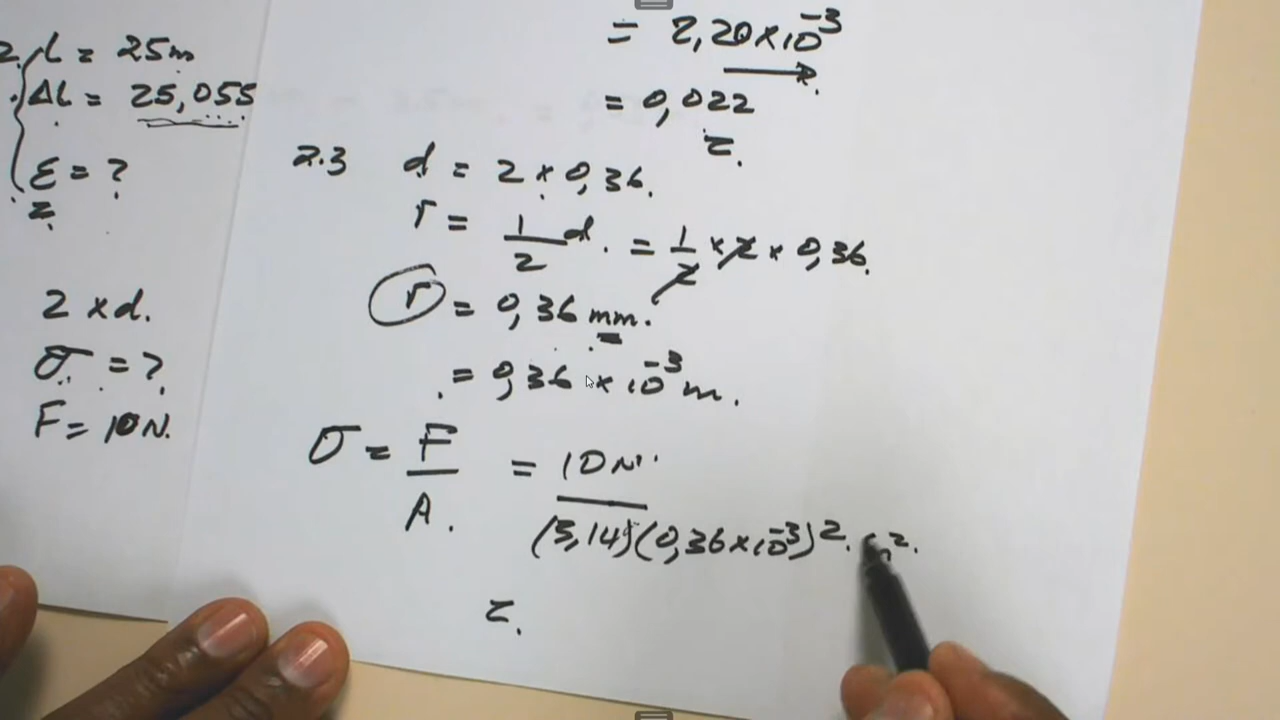 2. l = 25m
Δl = 25,055
ε = ?
2 x d.
σ = ?
F = 10N.
= 2,20 x 10⁻³
= 0,022
2.3 d = 2 x 0,36.
r = 1/2 d. = 1/2 x 2 x 0,36.
r = 0,36 mm.
= 0,36 x 10⁻³ m.
σ = F/A. = 10N/(3,14)(0,36 x 10⁻³)². m².
=.